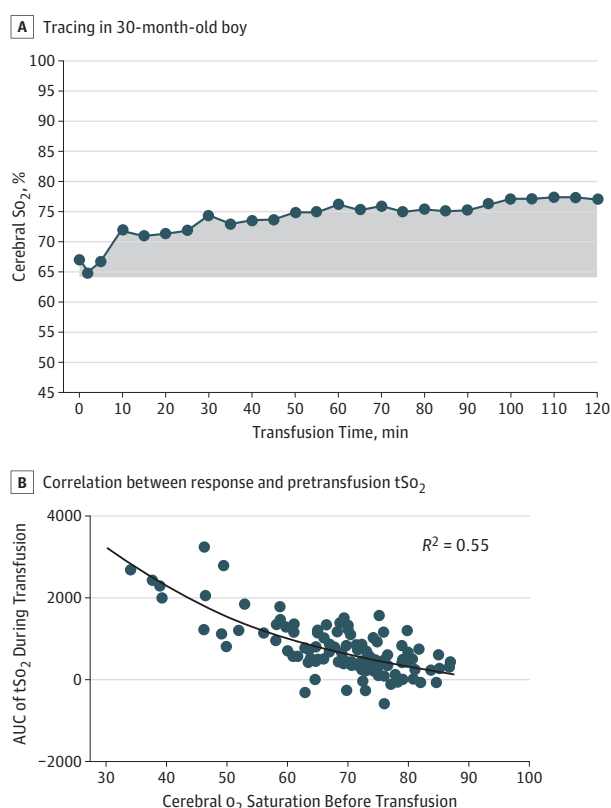 A Tracing in 30-month-old boy
100
95
90
85
80
75
70
65
60
55
50
45
Cerebral So2, %
0 10 20 30 40 50 60 70 80 90 100 110 120
Transfusion Time, min
B Correlation between response and pretransfusion tSo2
4000
2000
0
−2000
AUC of tSO2 During Transfusion
R2 = 0.55
30 40 50 60 70 80 90 100
Cerebral O2 Saturation Before Transfusion